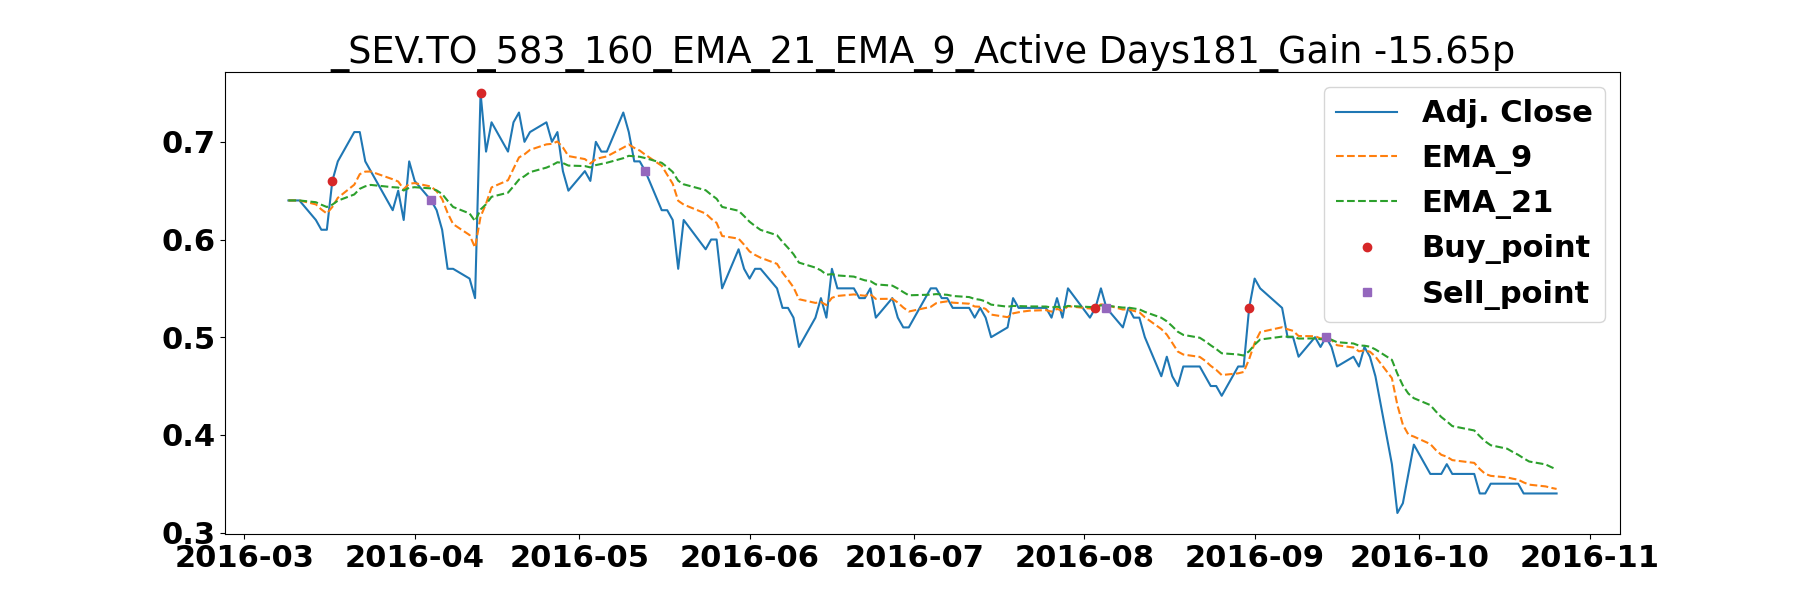 _SEV.TO_583_160_EMA_21_EMA_9_Active Days181_Gain -15.65p
Adj. Close
EMA_9
EMA_21
Buy_point
Sell_point
0.7
0.6
0.5
0.4
0.3
2016-03 2016-04 2016-05 2016-06 2016-07 2016-08 2016-09 2016-10 2016-11